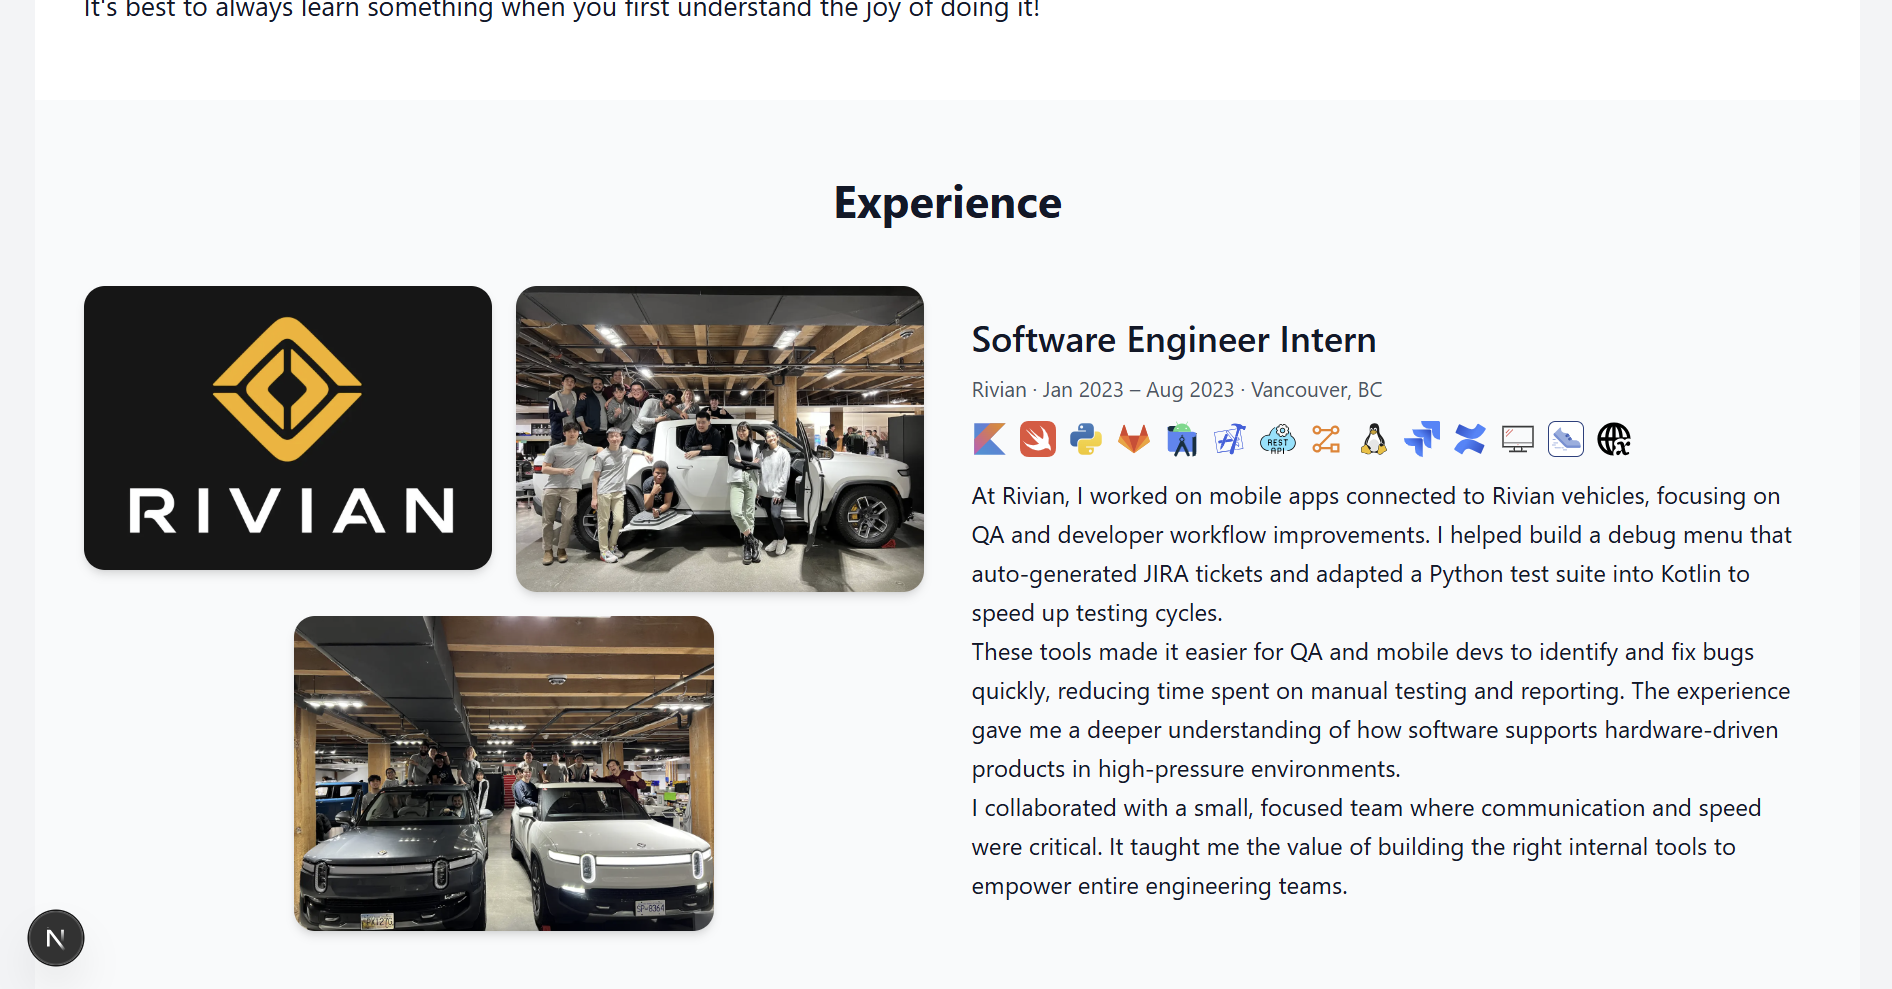 It's best to always learn something when you first understand the joy of doing it!
Experience
RIVIAN
Software Engineer Intern
Rivian · Jan 2023 – Aug 2023 · Vancouver, BC
REST
API
At Rivian, I worked on mobile apps connected to Rivian vehicles, focusing on
QA and developer workflow improvements. I helped build a debug menu that
auto-generated JIRA tickets and adapted a Python test suite into Kotlin to
speed up testing cycles.
These tools made it easier for QA and mobile devs to identify and fix bugs
quickly, reducing time spent on manual testing and reporting. The experience
gave me a deeper understanding of how software supports hardware-driven
products in high-pressure environments.
I collaborated with a small, focused team where communication and speed
were critical. It taught me the value of building the right internal tools to
empower entire engineering teams.
N